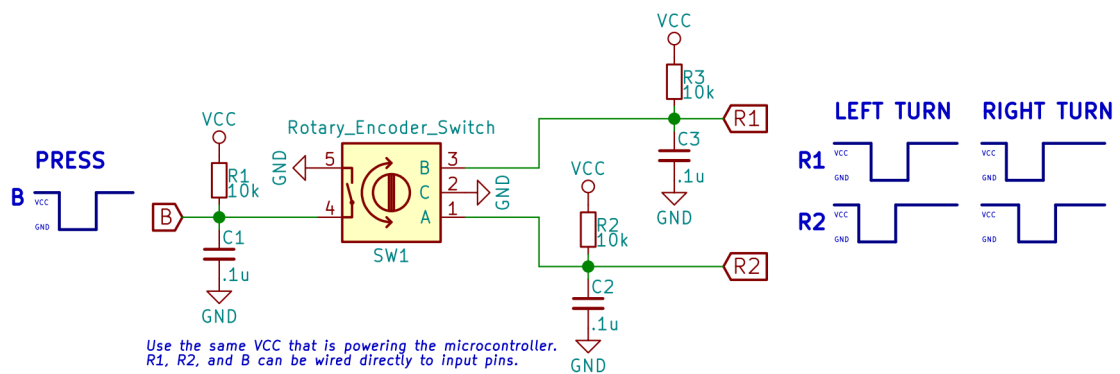 VCC
R3
10k
R1
C3
.1u
GND
Rotary_Encoder_Switch
VCC
R1
10k
GND
5
4
B
C
A
3
2
1
GND
SW1
B
C1
.1u
GND
VCC
R2
10k
R2
C2
.1u
GND
PRESS
B
VCC
GND
LEFT TURN
RIGHT TURN
R1
VCC
GND
VCC
GND
R2
VCC
GND
VCC
GND
Use the same VCC that is powering the microcontroller.
R1, R2, and B can be wired directly to input pins.